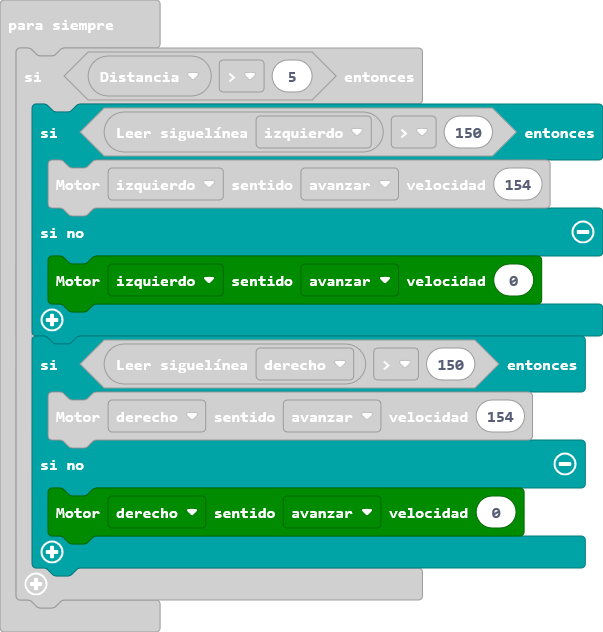 para siempre
si Distancia > 5 entonces
si Leer siguelínea izquierdo > 150 entonces
Motor izquierdo sentido avanzar velocidad 154
si no
Motor izquierdo sentido avanzar velocidad 0
si Leer siguelínea derecho > 150 entonces
Motor derecho sentido avanzar velocidad 154
si no
Motor derecho sentido avanzar velocidad 0